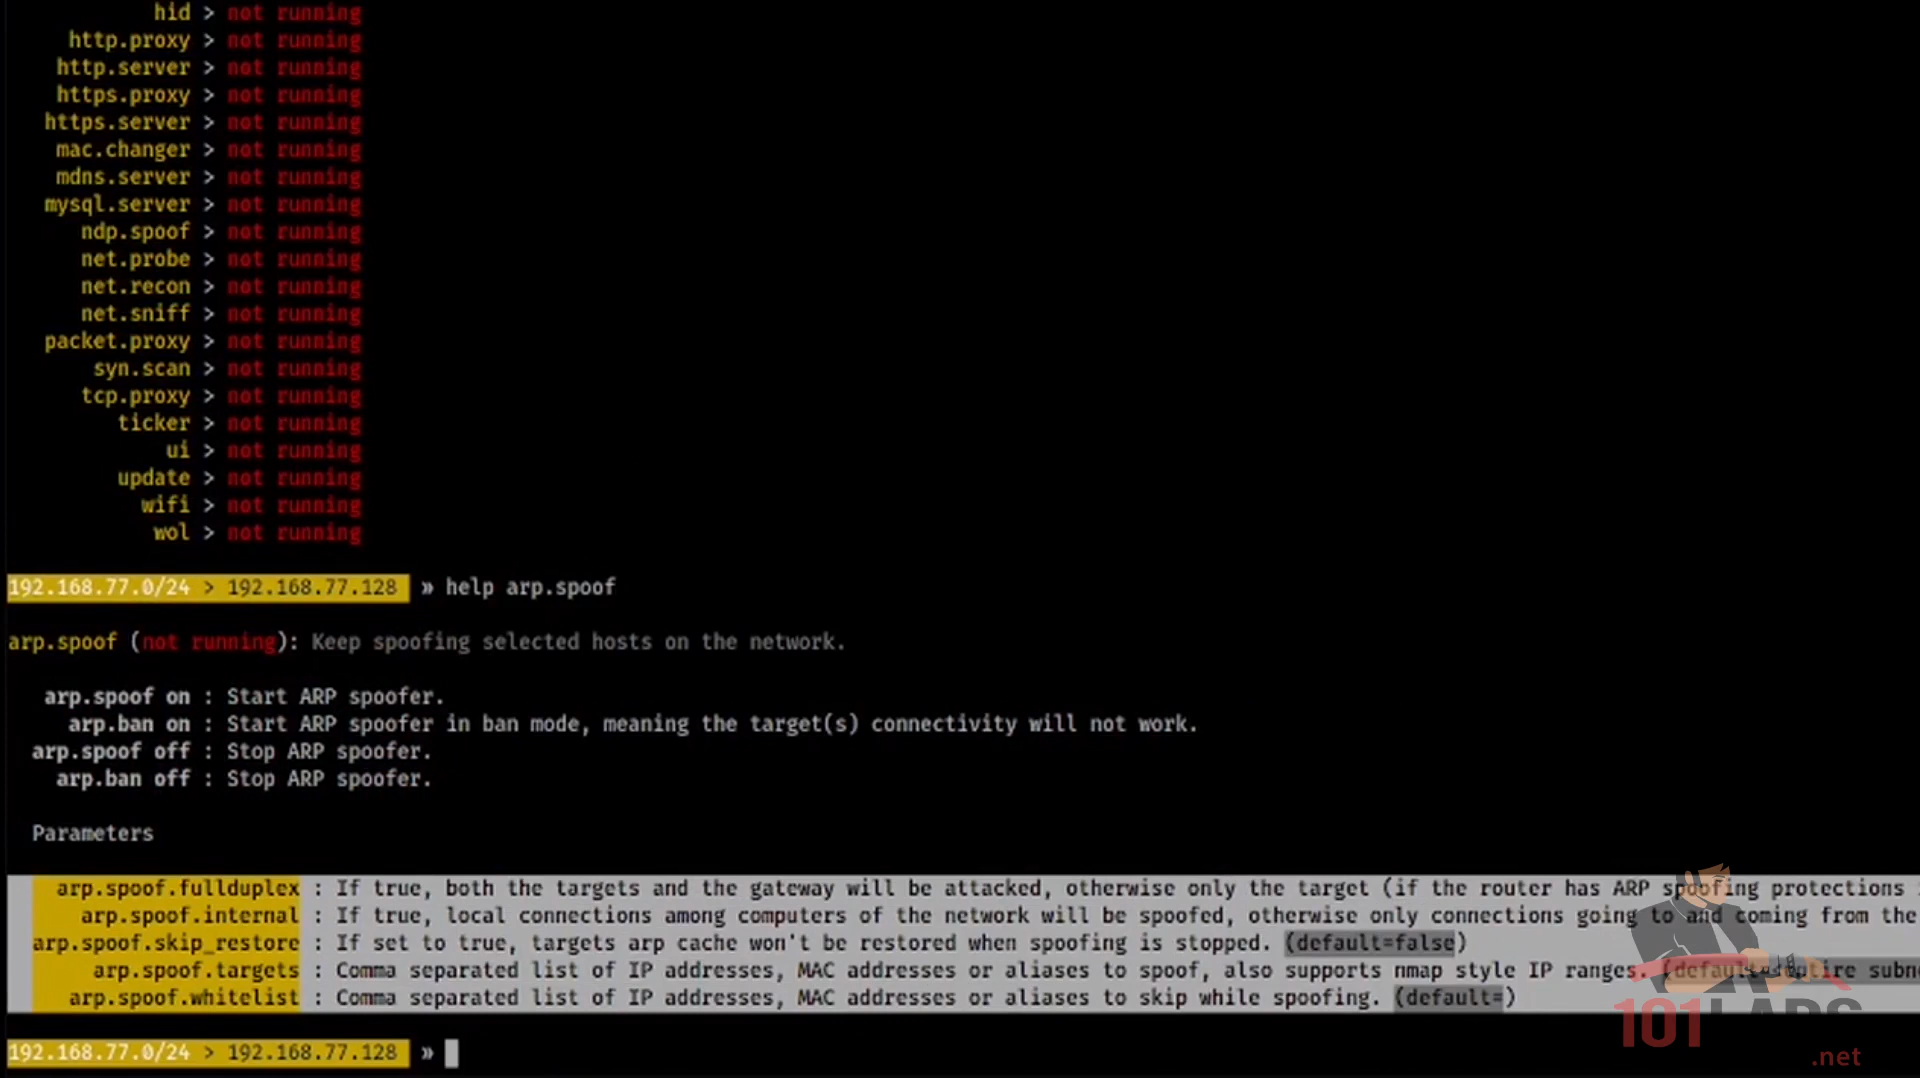 hid > not running
http.proxy > not running
http.server > not running
https.proxy > not running
https.server > not running
mac.changer > not running
mdns.server > not running
mysql.server > not running
ndp.spoof > not running
net.probe > not running
net.recon > not running
net.sniff > not running
packet.proxy > not running
syn.scan > not running
tcp.proxy > not running
ticker > not running
ui > not running
update > not running
wifi > not running
wol > not running
192.168.77.0/24 > 192.168.77.128 » help arp.spoof
arp.spoof (not running): Keep spoofing selected hosts on the network.
arp.spoof on : Start ARP spoofer.
arp.ban on : Start ARP spoofer in ban mode, meaning the target(s) connectivity will not work.
arp.spoof off : Stop ARP spoofer.
arp.ban off : Stop ARP spoofer.
Parameters
arp.spoof.fullduplex : If true, both the targets and the gateway will be attacked, otherwise only the target (if the router has ARP spoofing protections
arp.spoof.internal : If true, local connections among computers of the network will be spoofed, otherwise only connections going to and coming from the
arp.spoof.skip_restore : If set to true, targets arp cache won't be restored when spoofing is stopped. (default=false)
arp.spoof.targets : Comma separated list of IP addresses, MAC addresses or aliases to spoof, also supports nmap style IP ranges.
arp.spoof.whitelist : Comma separated list of IP addresses, MAC addresses or aliases to skip while spoofing. (default=)
192.168.77.0/24 > 192.168.77.128 »
101LABS
.net